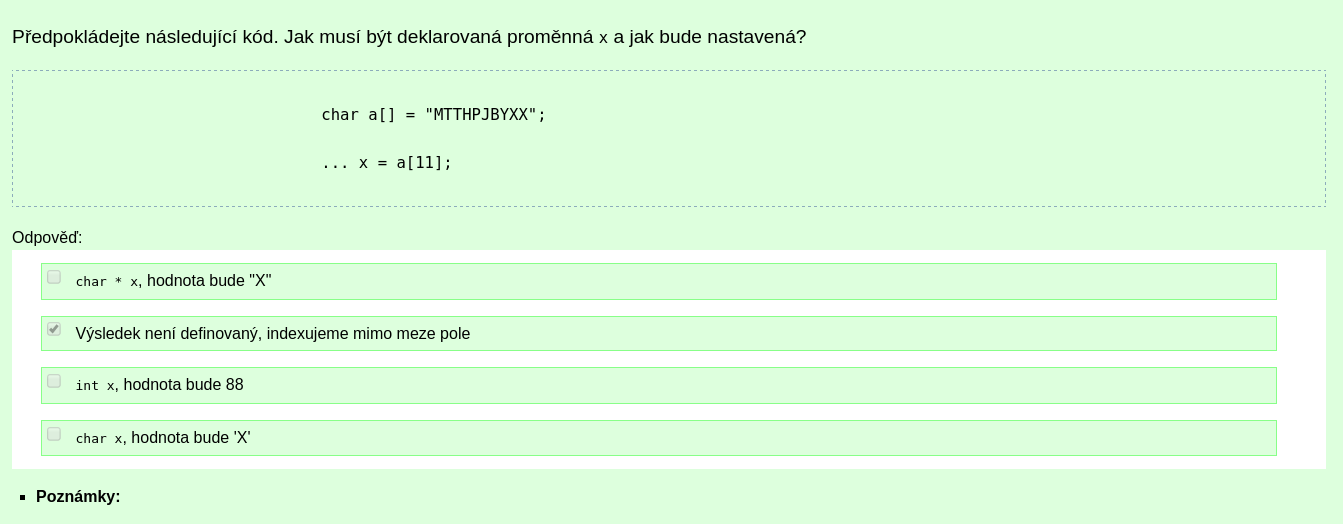 Předpokládejte následující kód. Jak musí být deklarovaná proměnná x a jak bude nastavená?
char a[] = "MTTHPJBYXX";
... x = a[11];
Odpověď:
char * x, hodnota bude "X"
Výsledek není definovaný, indexujeme mimo meze pole
int x, hodnota bude 88
char x, hodnota bude 'X'
Poznámky: